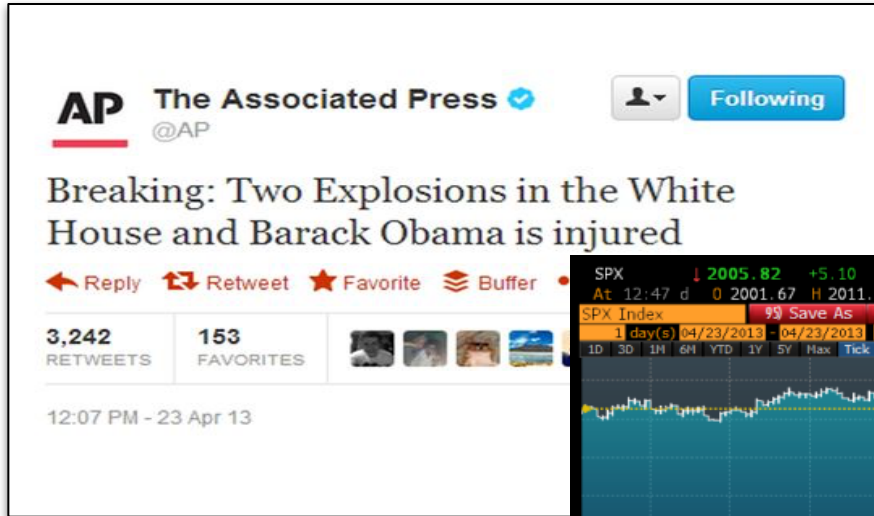 AP The Associated Press
@AP
Following
Breaking: Two Explosions in the White
House and Barack Obama is injured
Reply Retweet Favorite Buffer
3,242
RETWEETS
153
FAVORITES
12:07 PM - 23 Apr 13
SPX ↓ 2005.82 +5.10
At 12:47 d O 2001.67 H 2011.
SPX Index 95) Save As
1 day(s) 04/23/2013 - 04/23/2013
1D 3D 1M 6M YTD 1Y 5Y Max Tick